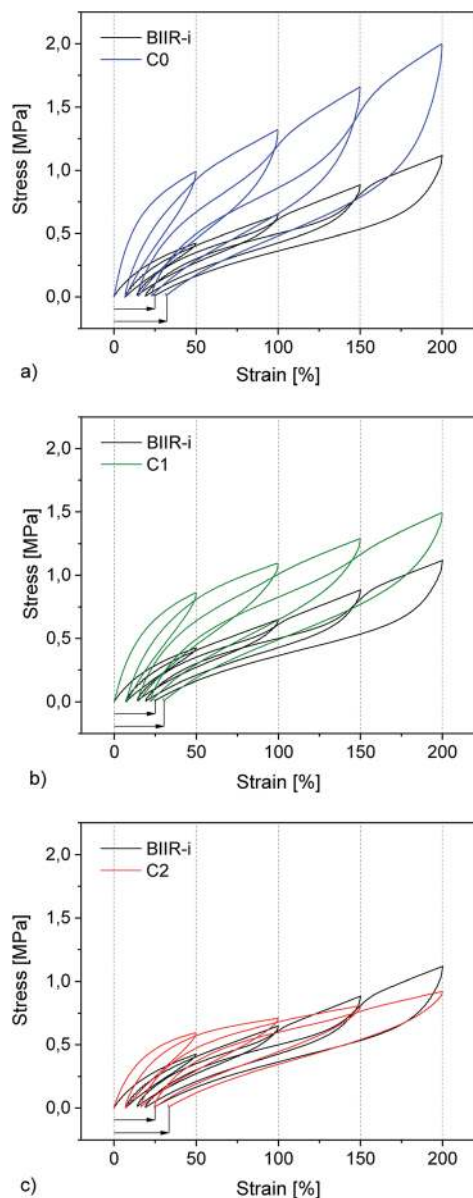 BIIR-i
C0
2,0
1,5
1,0
0,5
0,0
Stress [MPa]
0 50 100 150 200
Strain [%]
a)
BIIR-i
C1
2,0
1,5
1,0
0,5
0,0
Stress [MPa]
0 50 100 150 200
Strain [%]
b)
BIIR-i
C2
2,0
1,5
1,0
0,5
0,0
Stress [MPa]
0 50 100 150 200
Strain [%]
c)